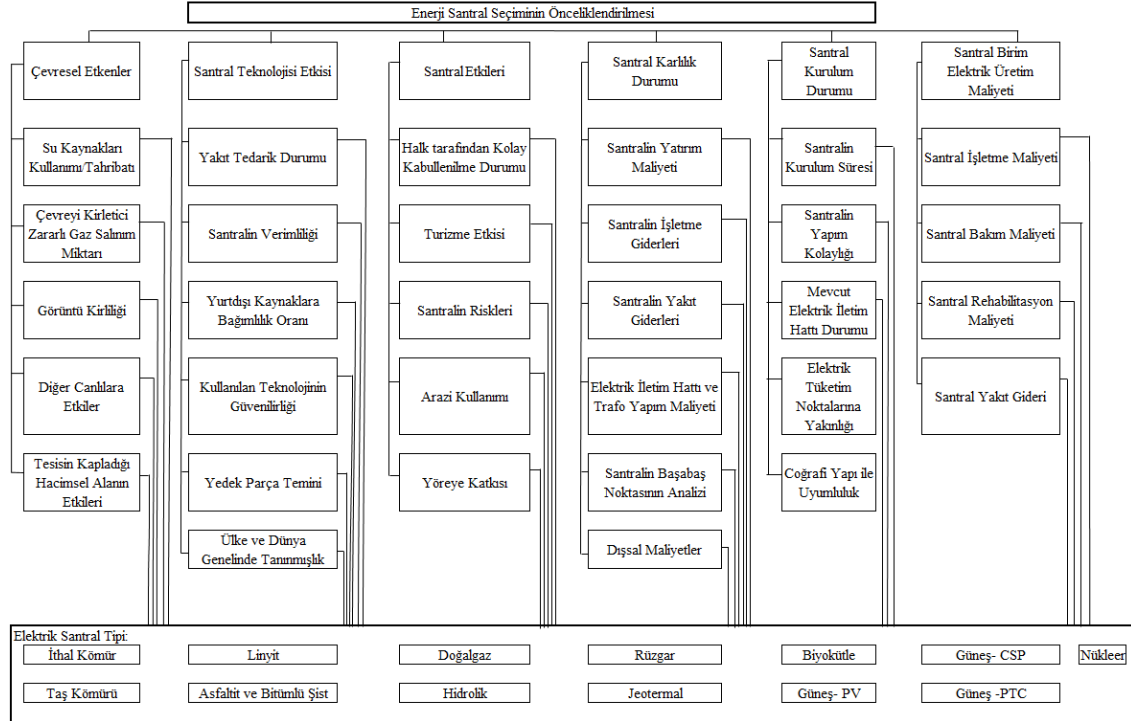 Enerji Santral Seçiminin Önceliklendirilmesi
Çevresel Etkenler
Su Kaynakları
Kullanımı/Tahribatı
Çevreyi Kirletici
Zararlı Gaz Salınım
Miktarı
Görüntü Kirliliği
Diğer Canlılara
Etkiler
Tesisin Kapladığı
Hacimsel Alanın
Etkileri
Santral Teknolojisi Etkisi
Yakıt Tedarik Durumu
Santralin Verimliliği
Yurtdışı Kaynaklara
Bağımlılık Oranı
Kullanılan Teknolojinin
Güvenilirliği
Yedek Parça Temini
Ülke ve Dünya
Genelinde Tanınmışlık
Santral Etkileri
Halk tarafından Kolay
Kabullenilme Durumu
Turizme Etkisi
Santralin Riskleri
Arazi Kullanımı
Yöreye Katkısı
Santral Karlılık
Durumu
Santralin Yatırım
Maliyeti
Santralin İşletme
Giderleri
Santralin Yakıt
Giderleri
Elektrik İletim Hattı ve
Trafo Yapım Maliyeti
Santralin Başabaş
Noktasının Analizi
Dışsal Maliyetler
Santral
Kurulum
Durumu
Santralin
Kurulum Süresi
Santralin
Yapım
Kolaylığı
Mevcut
Elektrik İletim
Hattı Durumu
Elektrik
Tüketim
Noktalarına
Yakınlığı
Coğrafi Yapı ile
Uyumluluk
Santral Birim
Elektrik Üretim
Maliyeti
Santral İşletme Maliyeti
Santral Bakım Maliyeti
Santral Rehabilitasyon
Maliyeti
Santral Yakıt Gideri
Elektrik Santral Tipi:
İthal Kömür
Linyit
Doğalgaz
Rüzgar
Biyokütle
Güneş- CSP
Nükleer
Taş Kömürü
Asfaltit ve Bitümlü Şist
Hidrolik
Jeotermal
Güneş- PV
Güneş -PTC